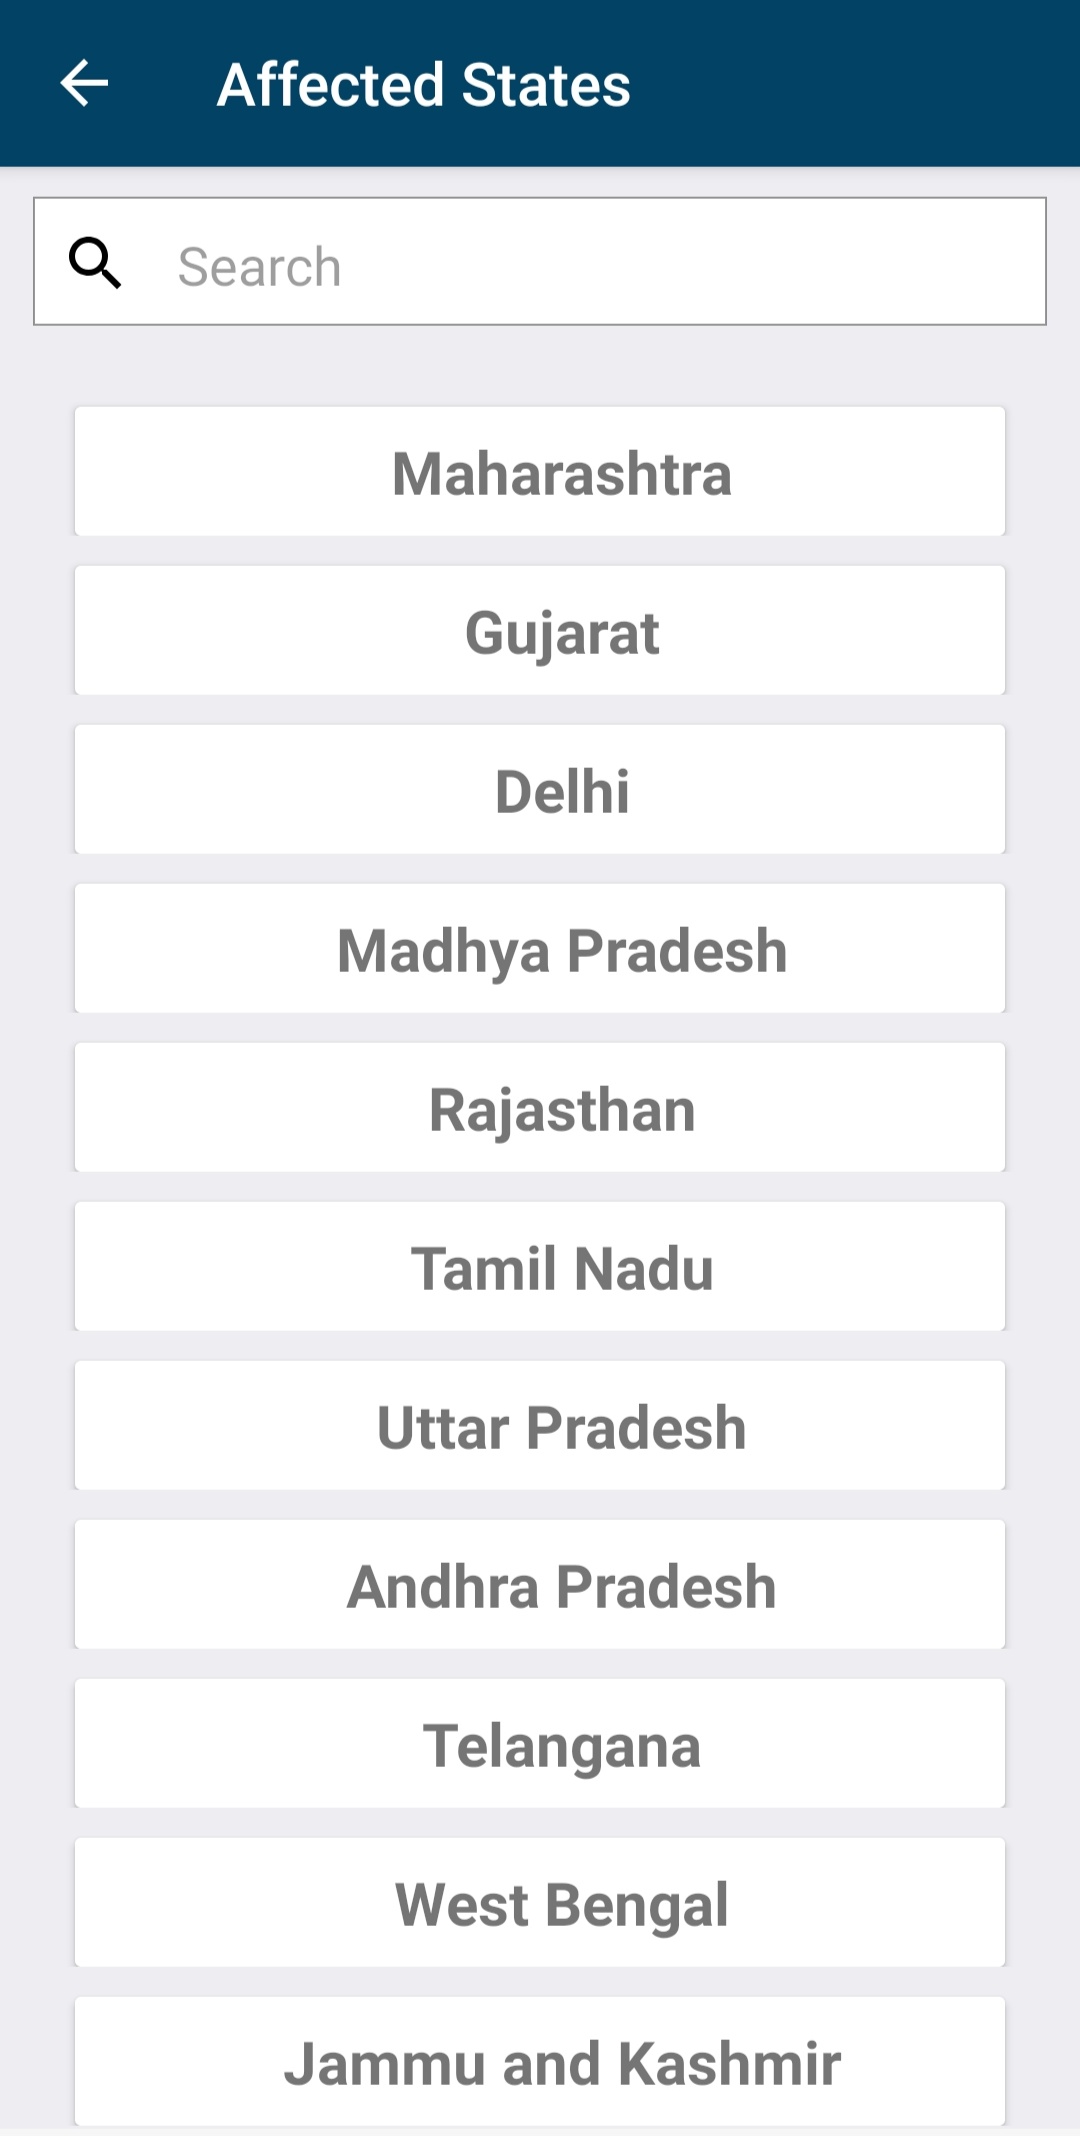 Affected States
Search
Maharashtra
Gujarat
Delhi
Madhya Pradesh
Rajasthan
Tamil Nadu
Uttar Pradesh
Andhra Pradesh
Telangana
West Bengal
Jammu and Kashmir